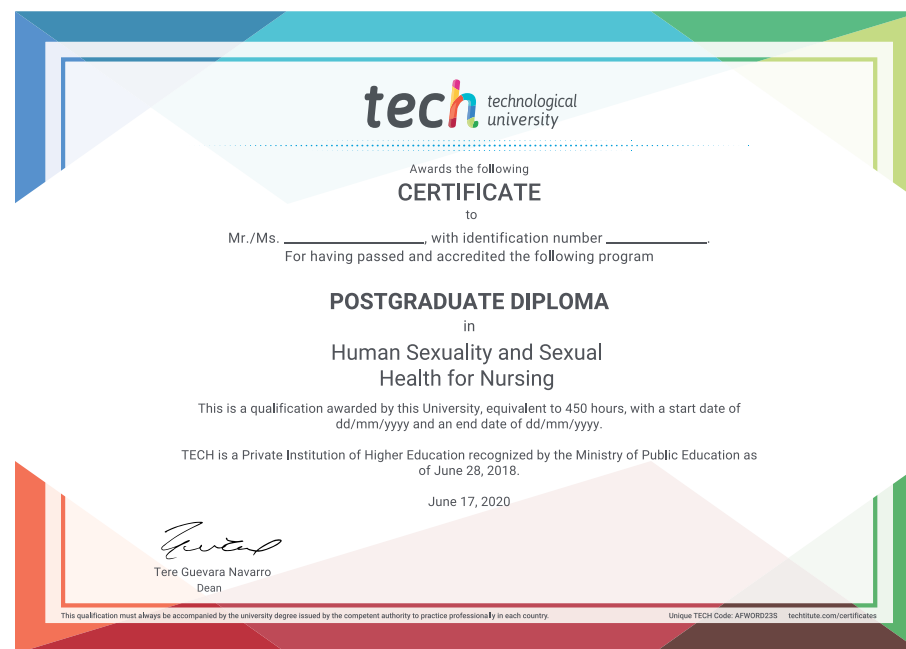 tech technological
university
Awards the following
CERTIFICATE
to
Mr./Ms. ____________________, with identification number ______________.
For having passed and accredited the following program
POSTGRADUATE DIPLOMA
in
Human Sexuality and Sexual
Health for Nursing
This is a qualification awarded by this University, equivalent to 450 hours, with a start date of
dd/mm/yyyy and an end date of dd/mm/yyyy.
TECH is a Private Institution of Higher Education recognized by the Ministry of Public Education as
of June 28, 2018.
June 17, 2020
Tere Guevara Navarro
Dean
This qualification must always be accompanied by the university degree issued by the competent authority to practice professionally in each country. Unique TECH Code: AFWORD23S techtitute.com/certificates